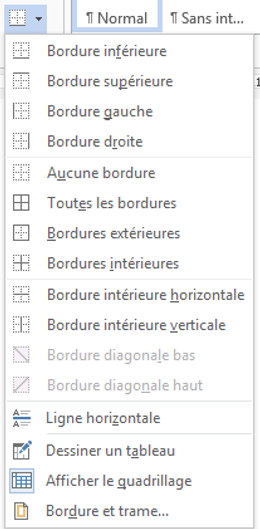 ¶ Normal ¶ Sans int...
Bordure inférieure
Bordure supérieure
Bordure gauche
Bordure droite
Aucune bordure
Toutes les bordures
Bordures extérieures
Bordures intérieures
Bordure intérieure horizontale
Bordure intérieure verticale
Bordure diagonale bas
Bordure diagonale haut
Ligne horizontale
Dessiner un tableau
Afficher le quadrillage
Bordure et trame...